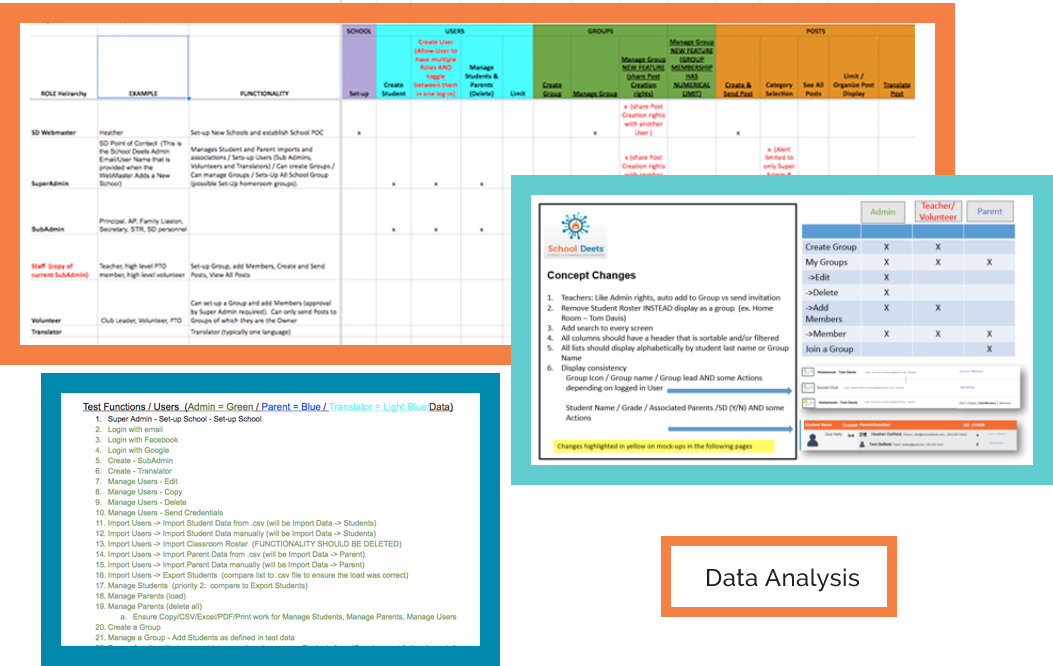 SCHOOL USERS GROUPS POSTS
ROLE Heirarchy
EXAMPLE
FUNCTIONALITY
Set-up
Create Student
Create User (Allow User to have multiple Roles AND toggle between them in one log in)
Manage Students & Parents (Delete)
Limit
Create Group
Manage Group
Manage Group NEW FEATURE (share Post Creation rights)
Manage Group NEW FEATURE (GROUP MEMBERSHIP HAS NUMERICAL LIMIT)
Create & Send Post
Category Selection
See All Posts
Limit / Organize Post Display
Translate Post
SD Webmaster Heather Set-up New Schools and establish School POC x x x (share Post Creation rights with another User ) x
SuperAdmin
SD Point of Contact (This is
the School Deets Admin
Email/User Name that is
provided when the
WebMaster Adds a New
School)
Manages Student and Parent Imports and
associations / Sets-up Users (Sub Admins,
Volunteers and Translators) / Can create Groups /
Can manage Groups / Sets-Up All School Group
(possible Set-Up homeroom groups).
x x x
x (share Post
Creation rights
x (Alert
limited to
only Super
SubAdmin
Principal, AP, Family Liasion,
Secretary, STR, SD personnel
x x x
Staff (copy of
current SubAdmin)
Teacher, high level PTO
member, high level volunteer
Set-up Group, add Members, Create and Send
Posts, View All Posts
Volunteer
Club Leader, Volunteer, PTO
Can set-up a Group and add Members (approval
by Super Admin required). Can only send Posts to
Groups of which they are the Owner
Translator
Translator (typically one language)
School Deets
Concept Changes
1. Teachers: Like Admin rights, auto add to Group vs send invitation
2. Remove Student Roster INSTEAD display as a group (ex. Home
Room – Tom Davis)
3. Add search to every screen
4. All columns should have a header that is sortable and/or filtered
5. All lists should display alphabetically by student last name or Group
Name
6. Display consistency
Group Icon / Group name / Group lead AND some Actions
depending on logged in User
Student Name / Grade / Associated Parents /SD (Y/N) AND some
Actions
Changes highlighted in yellow on mock-ups in the following pages
Admin Teacher/ Volunteer Parent
Create Group X X
My Groups X X X
->Edit X
->Delete X
->Add Members X X
->Member X X X
Join a Group X
Homeroom - Tom Davis
Soccer Club
Homeroom - Tom Davis
Student Name Grade Parent/Guardian
Gus Kelly 3rd Heather Delfield
Y
Tom Delfield
Y
Test Functions / Users (Admin = Green / Parent = Blue / Translator = Light Blue/Data)
1. Super Admin - Set-up School - Set-up School
2. Login with email
3. Login with Facebook
4. Login with Google
5. Create - SubAdmin
6. Create - Translator
7. Manage Users - Edit
8. Manage Users - Copy
9. Manage Users - Delete
10. Manage Users - Send Credentials
11. Import Users -> Import Student Data from .csv (will be Import Data -> Students)
12. Import Users -> Import Student Data manually (will be Import Data -> Students)
13. Import Users -> Import Classroom Roster (FUNCTIONALITY SHOULD BE DELETED)
14. Import Users -> Import Parent Data from .csv (will be Import Data -> Parent)
15. Import Users -> Import Parent Data manually (will be Import Data -> Parent)
16. Import Users -> Export Students (compare list to .csv file to ensure the load was correct)
17. Manage Students (priority 2: compare to Export Students)
18. Manage Parents (load)
19. Manage Parents (delete all)
a. Ensure Copy/CSV/Excel/PDF/Print work for Manage Students, Manage Parents, Manage Users
20. Create a Group
21. Manage a Group - Add Students as defined in test data
Data Analysis